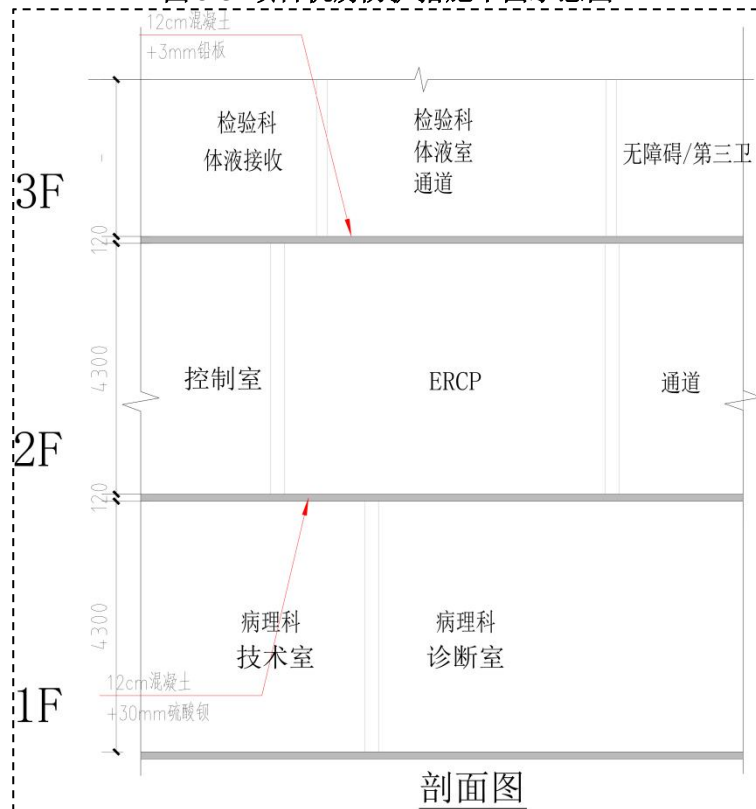 12cm混凝土
+3mm铅板
检验科
体液接收
检验科
体液室
通道
无障碍/第三卫
3F
120
控制室
ERCP
通道
4300
2F
120
病理科
技术室
病理科
诊断室
4300
12cm混凝土
+30mm硫酸钡
1F
剖面图